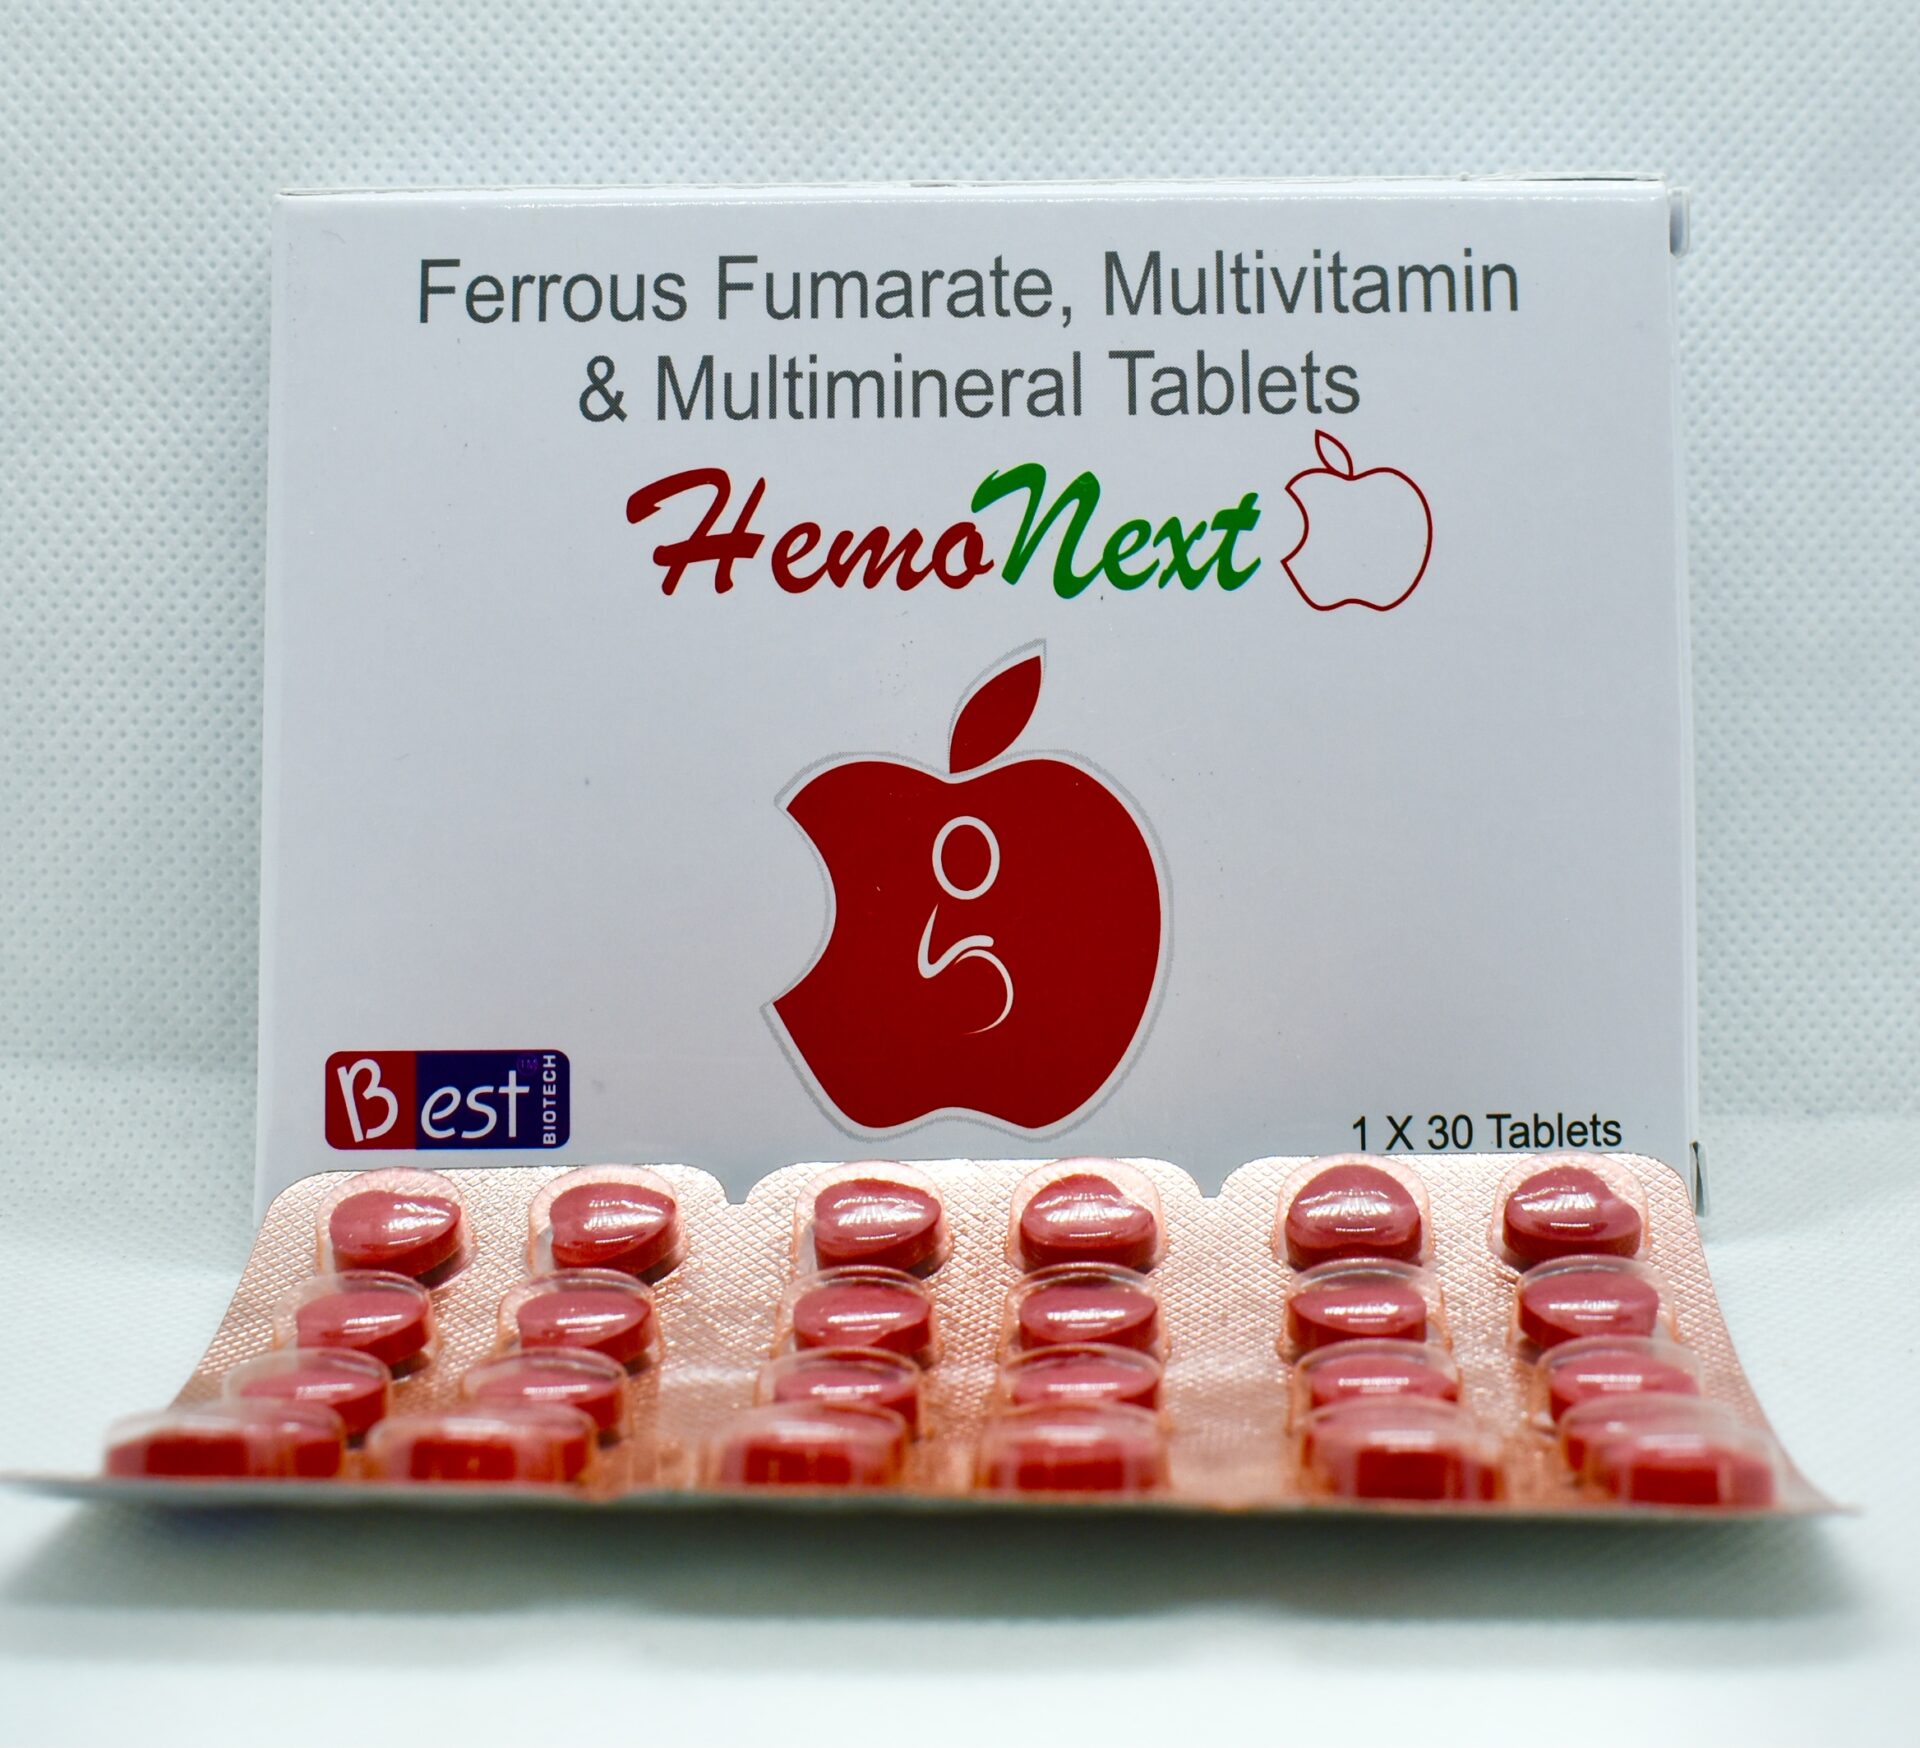 Ferrous Fumarate, Multivitamin
& Multimineral Tablets
HemoNext
Best TM BIOTECH
1 X 30 Tablets